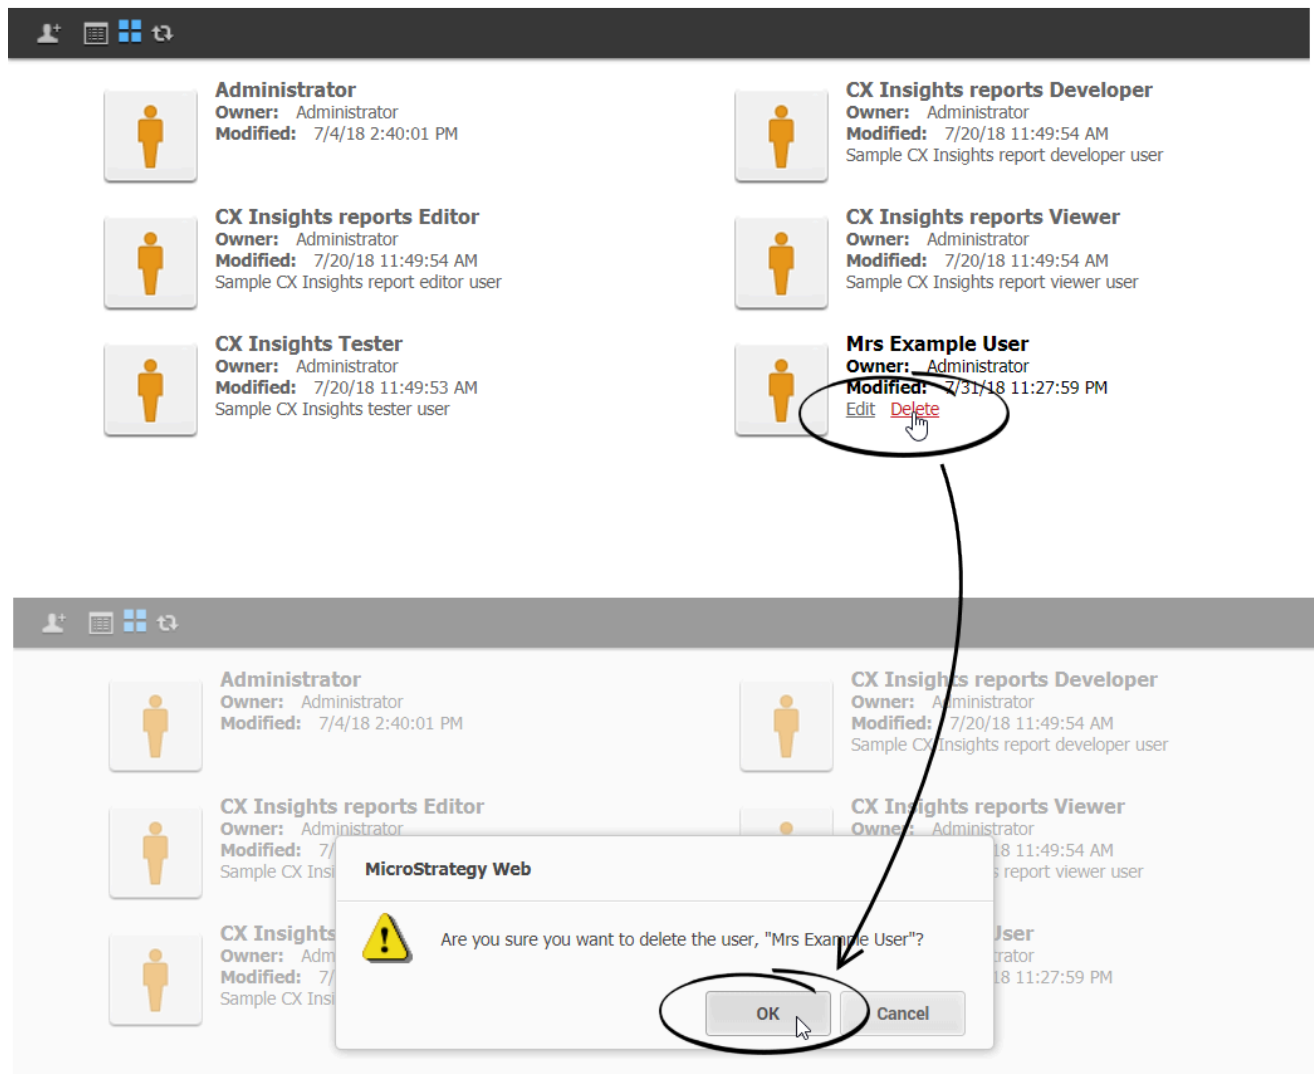 Administrator
Owner: Administrator
Modified: 7/4/18 2:40:01 PM
CX Insights reports Developer
Owner: Administrator
Modified: 7/20/18 11:49:54 AM
Sample CX Insights report developer user
CX Insights reports Editor
Owner: Administrator
Modified: 7/20/18 11:49:54 AM
Sample CX Insights report editor user
CX Insights reports Viewer
Owner: Administrator
Modified: 7/20/18 11:49:54 AM
Sample CX Insights report viewer user
CX Insights Tester
Owner: Administrator
Modified: 7/20/18 11:49:53 AM
Sample CX Insights tester user
Mrs Example User
Owner: Administrator
Modified: 7/31/18 11:27:59 PM
Edit Delete
Administrator
Owner: Administrator
Modified: 7/4/18 2:40:01 PM
CX Insights reports Developer
Owner: Administrator
Modified: 7/20/18 11:49:54 AM
Sample CX Insights report developer user
CX Insights reports Editor
Owner: Administrator
Modified: 7/
Sample CX Insi
CX Insights reports Viewer
Owner: Administrator
18 11:49:54 AM
report viewer user
CX Insights
Owner: Adm
Modified: 7/
Sample CX Insi
User
rator
18 11:27:59 PM
MicroStrategy Web
Are you sure you want to delete the user, "Mrs Example User"?
OK Cancel